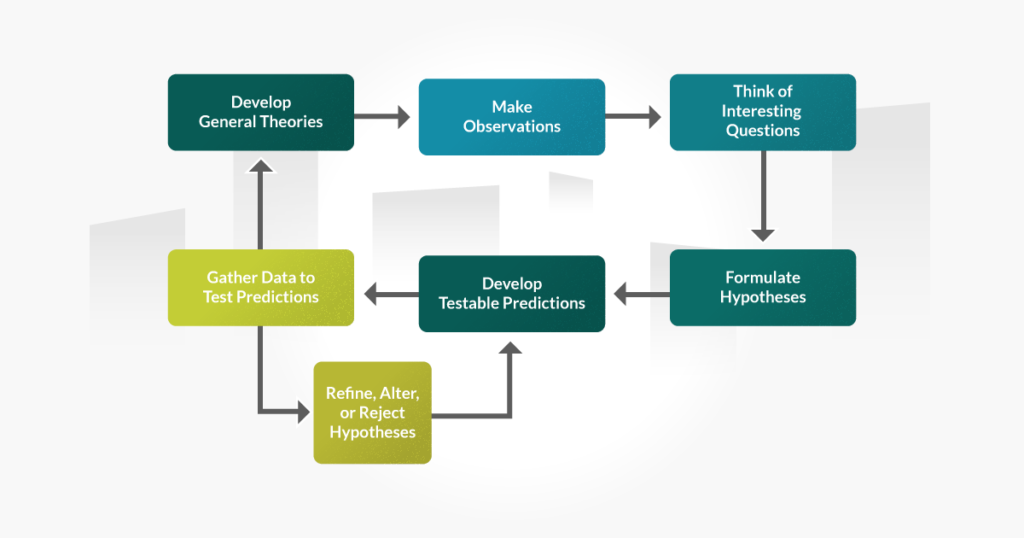 Develop
General Theories
Make
Observations
Think of
Interesting
Questions
Gather Data to
Test Predictions
Develop
Testable Predictions
Formulate
Hypotheses
Refine, Alter,
or Reject
Hypotheses